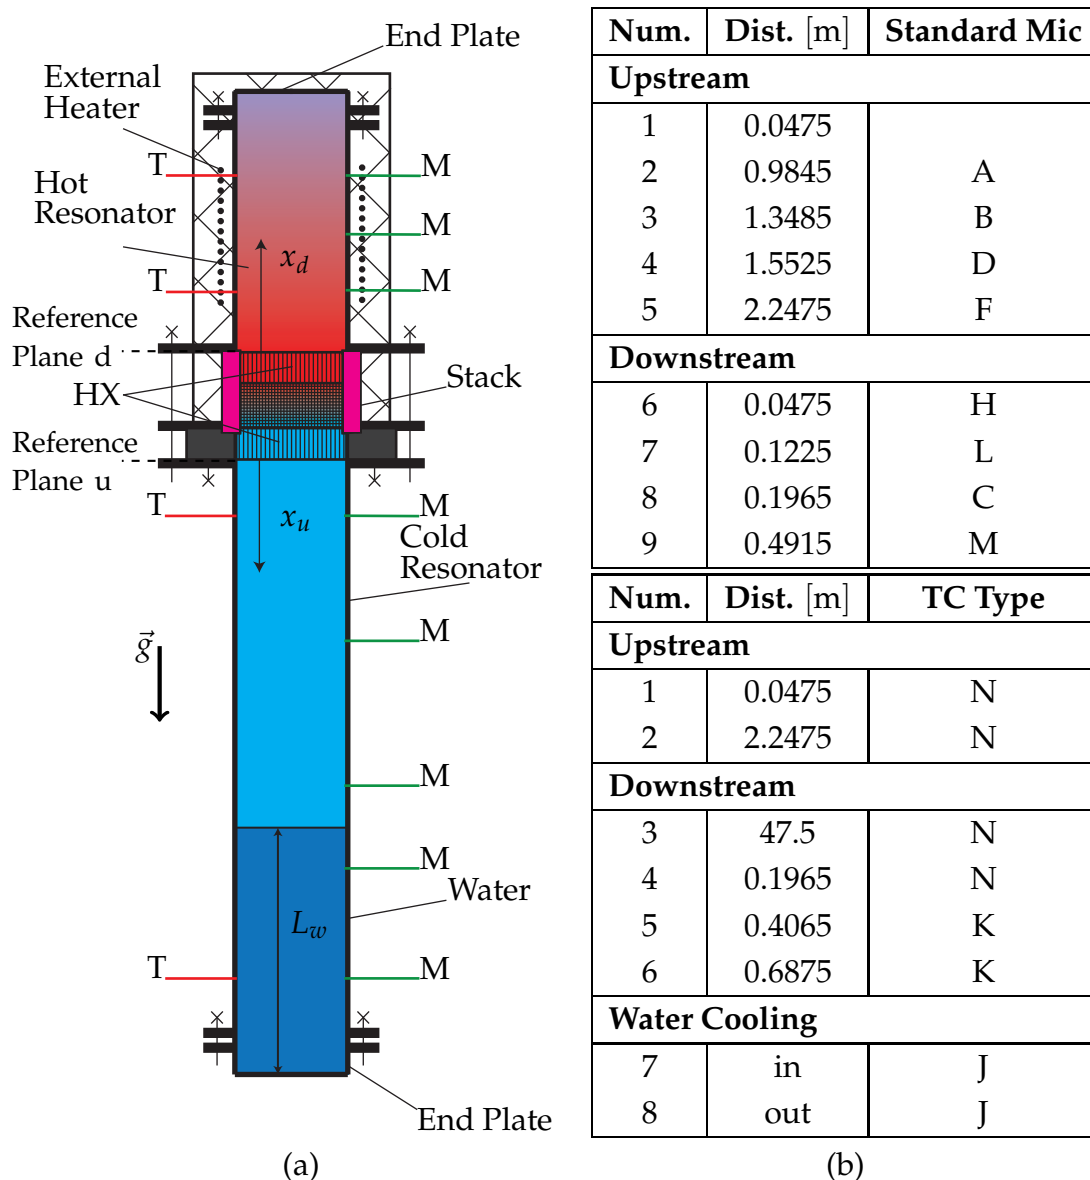 End Plate
External
Heater
T
M
Hot
Resonator
M
x_d
T
M
Reference
Plane d
HX
Stack
Reference
Plane u
T
M
x_u
Cold
Resonator
M
g⃗
M
M
Water
L_w
T
M
End Plate
(a)
Num. Dist. [m] Standard Mic
Upstream
1 0.0475
2 0.9845 A
3 1.3485 B
4 1.5525 D
5 2.2475 F
Downstream
6 0.0475 H
7 0.1225 L
8 0.1965 C
9 0.4915 M
Num. Dist. [m] TC Type
Upstream
1 0.0475 N
2 2.2475 N
Downstream
3 47.5 N
4 0.1965 N
5 0.4065 K
6 0.6875 K
Water Cooling
7 in J
8 out J
(b)